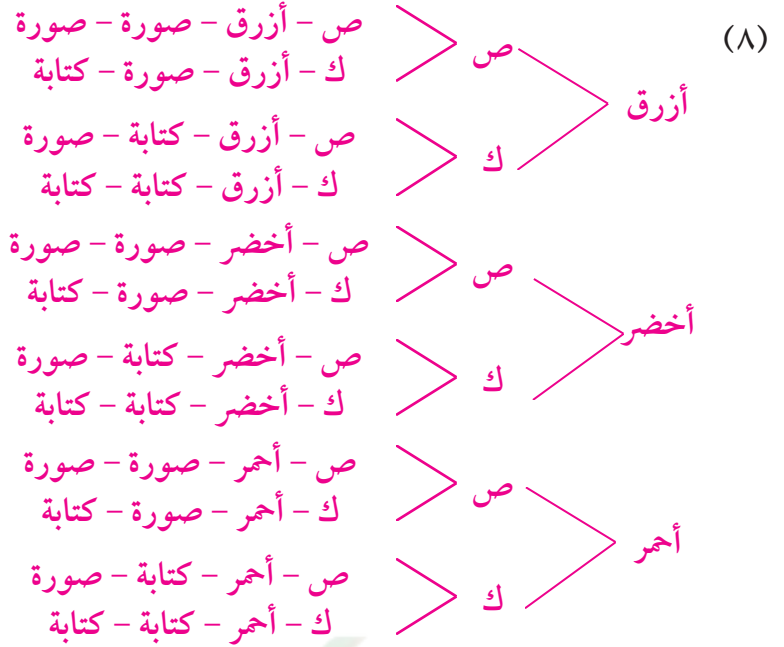 (٨)
ص – أزرق – صورة – صورة
ك – أزرق – صورة – كتابة
ص
أزرق
ص – أزرق – كتابة – صورة
ك – أزرق – كتابة – كتابة
ك
ص – أخضر – صورة – صورة
ك – أخضر – صورة – كتابة
ص
أخضر
ص – أخضر – كتابة – صورة
ك – أخضر – كتابة – كتابة
ك
ص – أحمر – صورة – صورة
ك – أحمر – صورة – كتابة
ص
أحمر
ص – أحمر – كتابة – صورة
ك – أحمر – كتابة – كتابة
ك